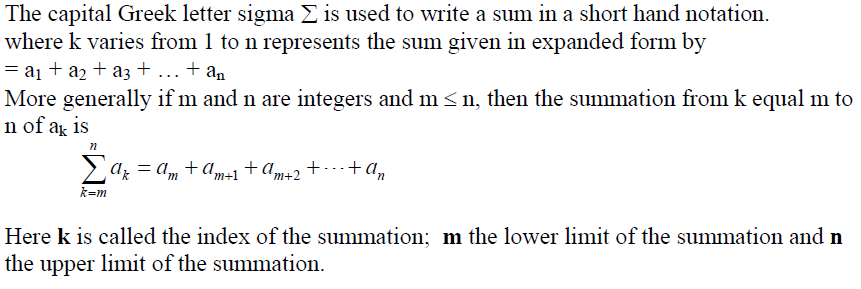 The capital Greek letter sigma ∑ is used to write a sum in a short hand notation.
where k varies from 1 to n represents the sum given in expanded form by
= a₁ + a₂ + a₃ + … + aₙ
More generally if m and n are integers and m ≤ n, then the summation from k equal m to
n of aₖ is
∑_{k=m}^{n} a_k = a_m + a_{m+1} + a_{m+2} + ··· + a_n
Here k is called the index of the summation; m the lower limit of the summation and n
the upper limit of the summation.